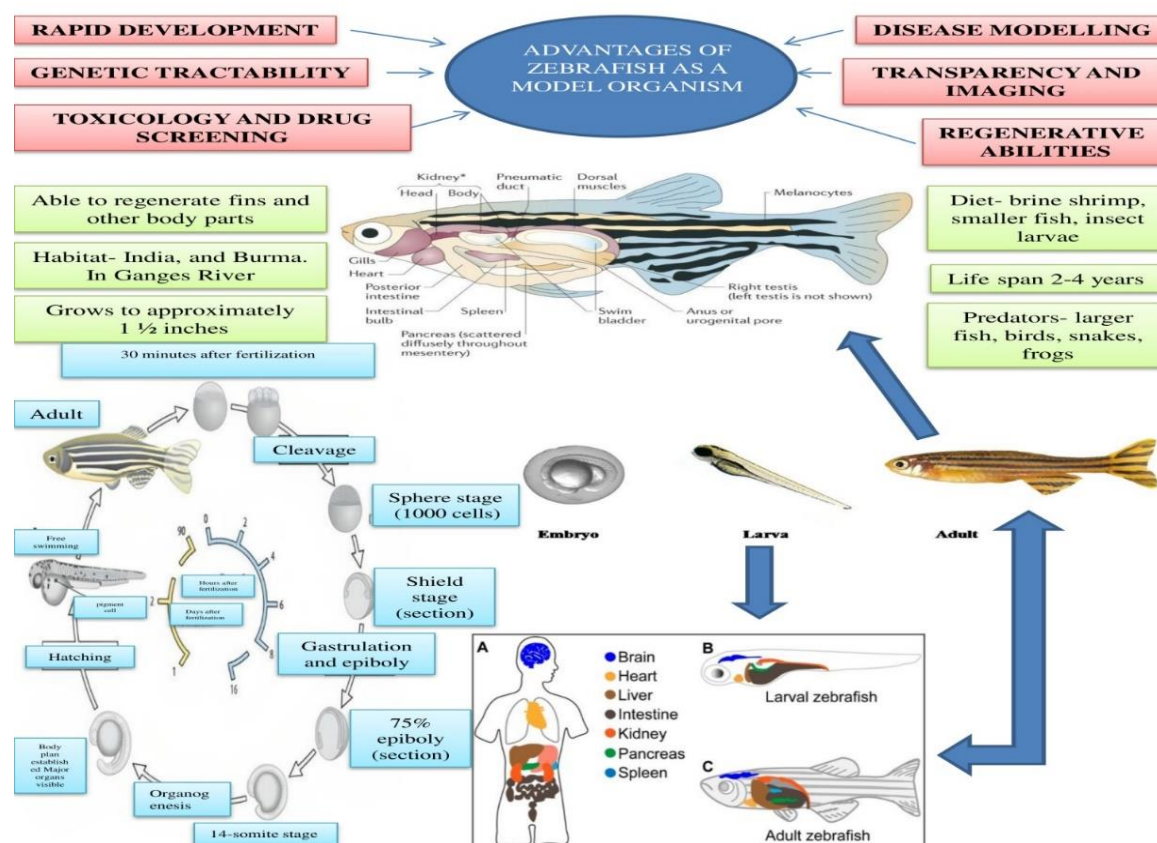 RAPID DEVELOPMENT
GENETIC TRACTABILITY
TOXICOLOGY AND DRUG
SCREENING
ADVANTAGES OF
ZEBRAFISH AS A
MODEL ORGANISM
DISEASE MODELLING
TRANSPARENCY AND
IMAGING
REGENERATIVE
ABILITIES
Able to regenerate fins and
other body parts
Habitat- India, and Burma.
In Ganges River
Grows to approximately
1 ½ inches
Kidney*
Head Body
Pneumatic
duct
Dorsal
muscles
Melanocytes
Gills
Heart
Posterior
intestine
Intestinal
bulb
Spleen
Pancreas (scattered
diffusely throughout
mesentery)
Swim
bladder
Right testis
(left testis is not shown)
Anus or
urogenital pore
Diet- brine shrimp,
smaller fish, insect
larvae
Life span 2-4 years
Predators- larger
fish, birds, snakes,
frogs
30 minutes after fertilization
Adult
Cleavage
Sphere stage
(1000 cells)
Shield
stage
(section)
Gastrulation
and epiboly
75%
epiboly
(section)
14-somite stage
Organog
enesis
Body
plan
establish
ed Major
organs
visible
Hatching
pigment
cell
Free
swimming
0
2
4
6
8
16
90
2
1
Hours after
fertilization
Days after
fertilization
Embryo
Larva
Adult
A
Brain
Heart
Liver
Intestine
Kidney
Pancreas
Spleen
B
Larval zebrafish
C
Adult zebrafish